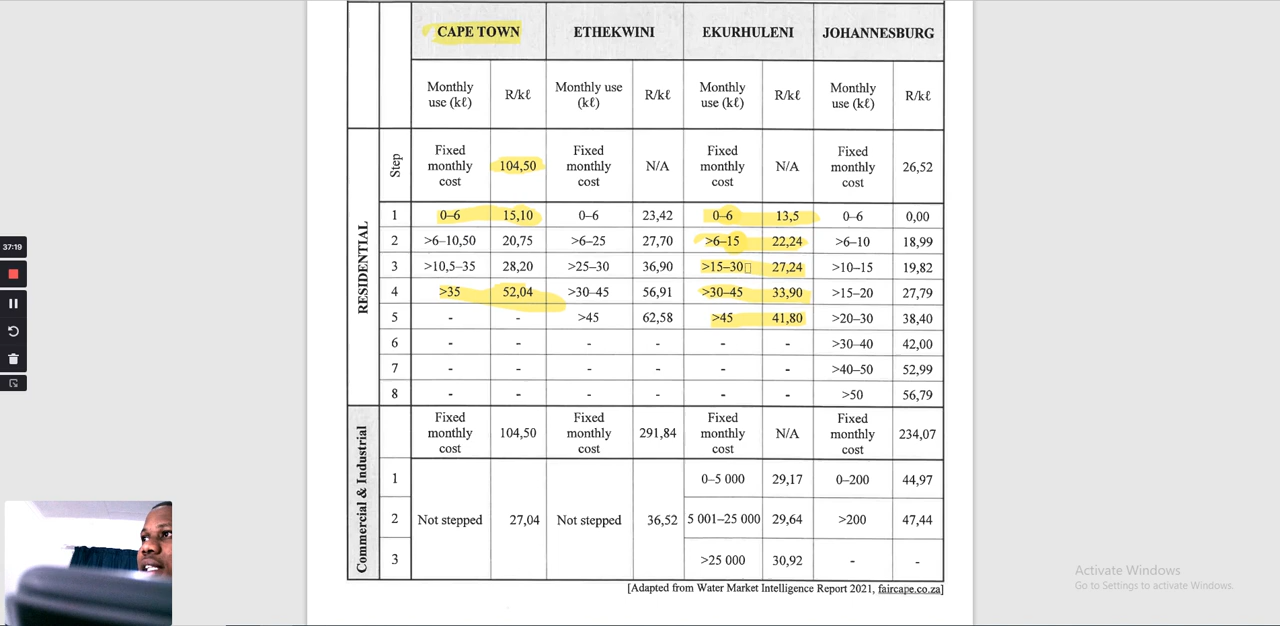 CAPE TOWN ETHEKWINI EKURHULENI JOHANNESBURG
Monthly use (kℓ) R/kℓ Monthly use (kℓ) R/kℓ Monthly use (kℓ) R/kℓ Monthly use (kℓ) R/kℓ
RESIDENTIAL
Step Fixed monthly cost 104,50 Fixed monthly cost N/A Fixed monthly cost N/A Fixed monthly cost 26,52
1 0–6 15,10 0–6 23,42 0–6 13,5 0–6 0,00
2 >6–10,50 20,75 >6–25 27,70 >6–15 22,24 >6–10 18,99
3 >10,5–35 28,20 >25–30 36,90 >15–30▯ 27,24 >10–15 19,82
4 >35 52,04 >30–45 56,91 >30–45 33,90 >15–20 27,79
5 - - >45 62,58 >45 41,80 >20–30 38,40
6 - - - - - - >30–40 42,00
7 - - - - - - >40–50 52,99
8 - - - - - - >50 56,79
Commercial & Industrial
Fixed monthly cost 104,50 Fixed monthly cost 291,84 Fixed monthly cost N/A Fixed monthly cost 234,07
1 0–5 000 29,17 0–200 44,97
2 Not stepped 27,04 Not stepped 36,52 5 001–25 000 29,64 >200 47,44
3 >25 000 30,92 - -
[Adapted from Water Market Intelligence Report 2021, faircape.co.za]
37:19
Activate Windows
Go to Settings to activate Windows.